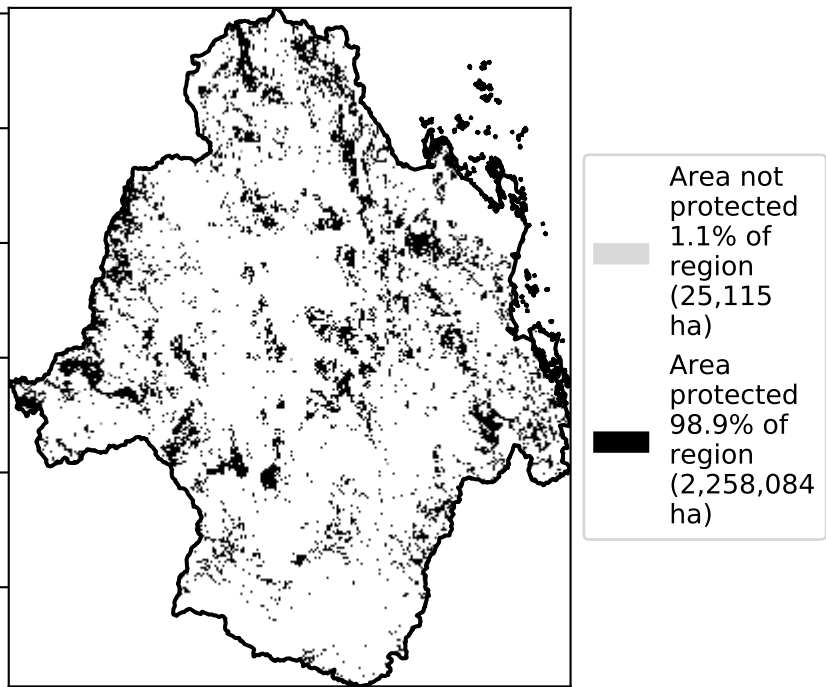 Area not
protected
1.1% of
region
(25,115
ha)
Area
protected
98.9% of
region
(2,258,084
ha)